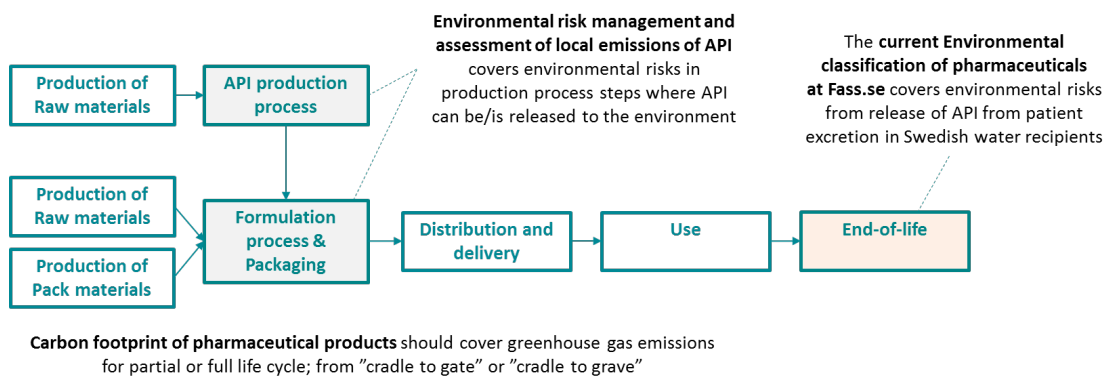 Environmental risk management and
assessment of local emissions of API
covers environmental risks in
production process steps where API
can be/is released to the environment
The current Environmental
classification of pharmaceuticals
at Fass.se covers environmental risks
from release of API from patient
excretion in Swedish water recipients
Production of
Raw materials
API production
process
Production of
Raw materials
Production of
Pack materials
Formulation
process &
Packaging
Distribution and
delivery
Use
End-of-life
Carbon footprint of pharmaceutical products should cover greenhouse gas emissions
for partial or full life cycle; from ”cradle to gate” or ”cradle to grave”